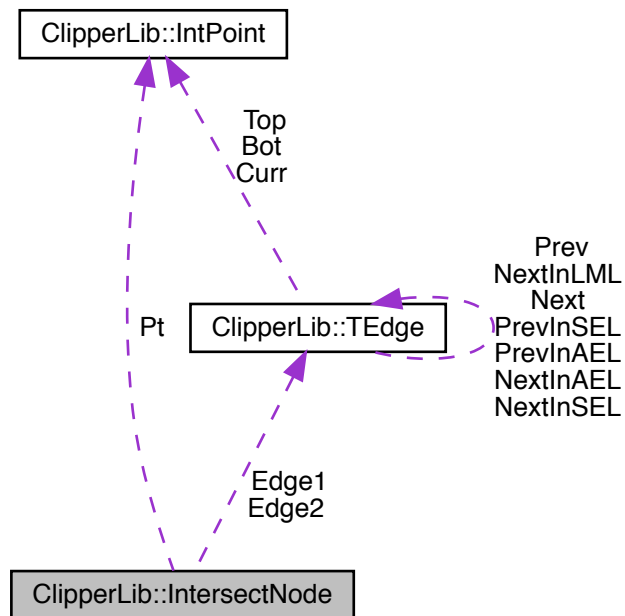 ClipperLib::IntPoint
Top
Bot
Curr
Prev
NextInLML
Next
PrevInSEL
PrevInAEL
NextInAEL
NextInSEL
Pt
ClipperLib::TEdge
Edge1
Edge2
ClipperLib::IntersectNode